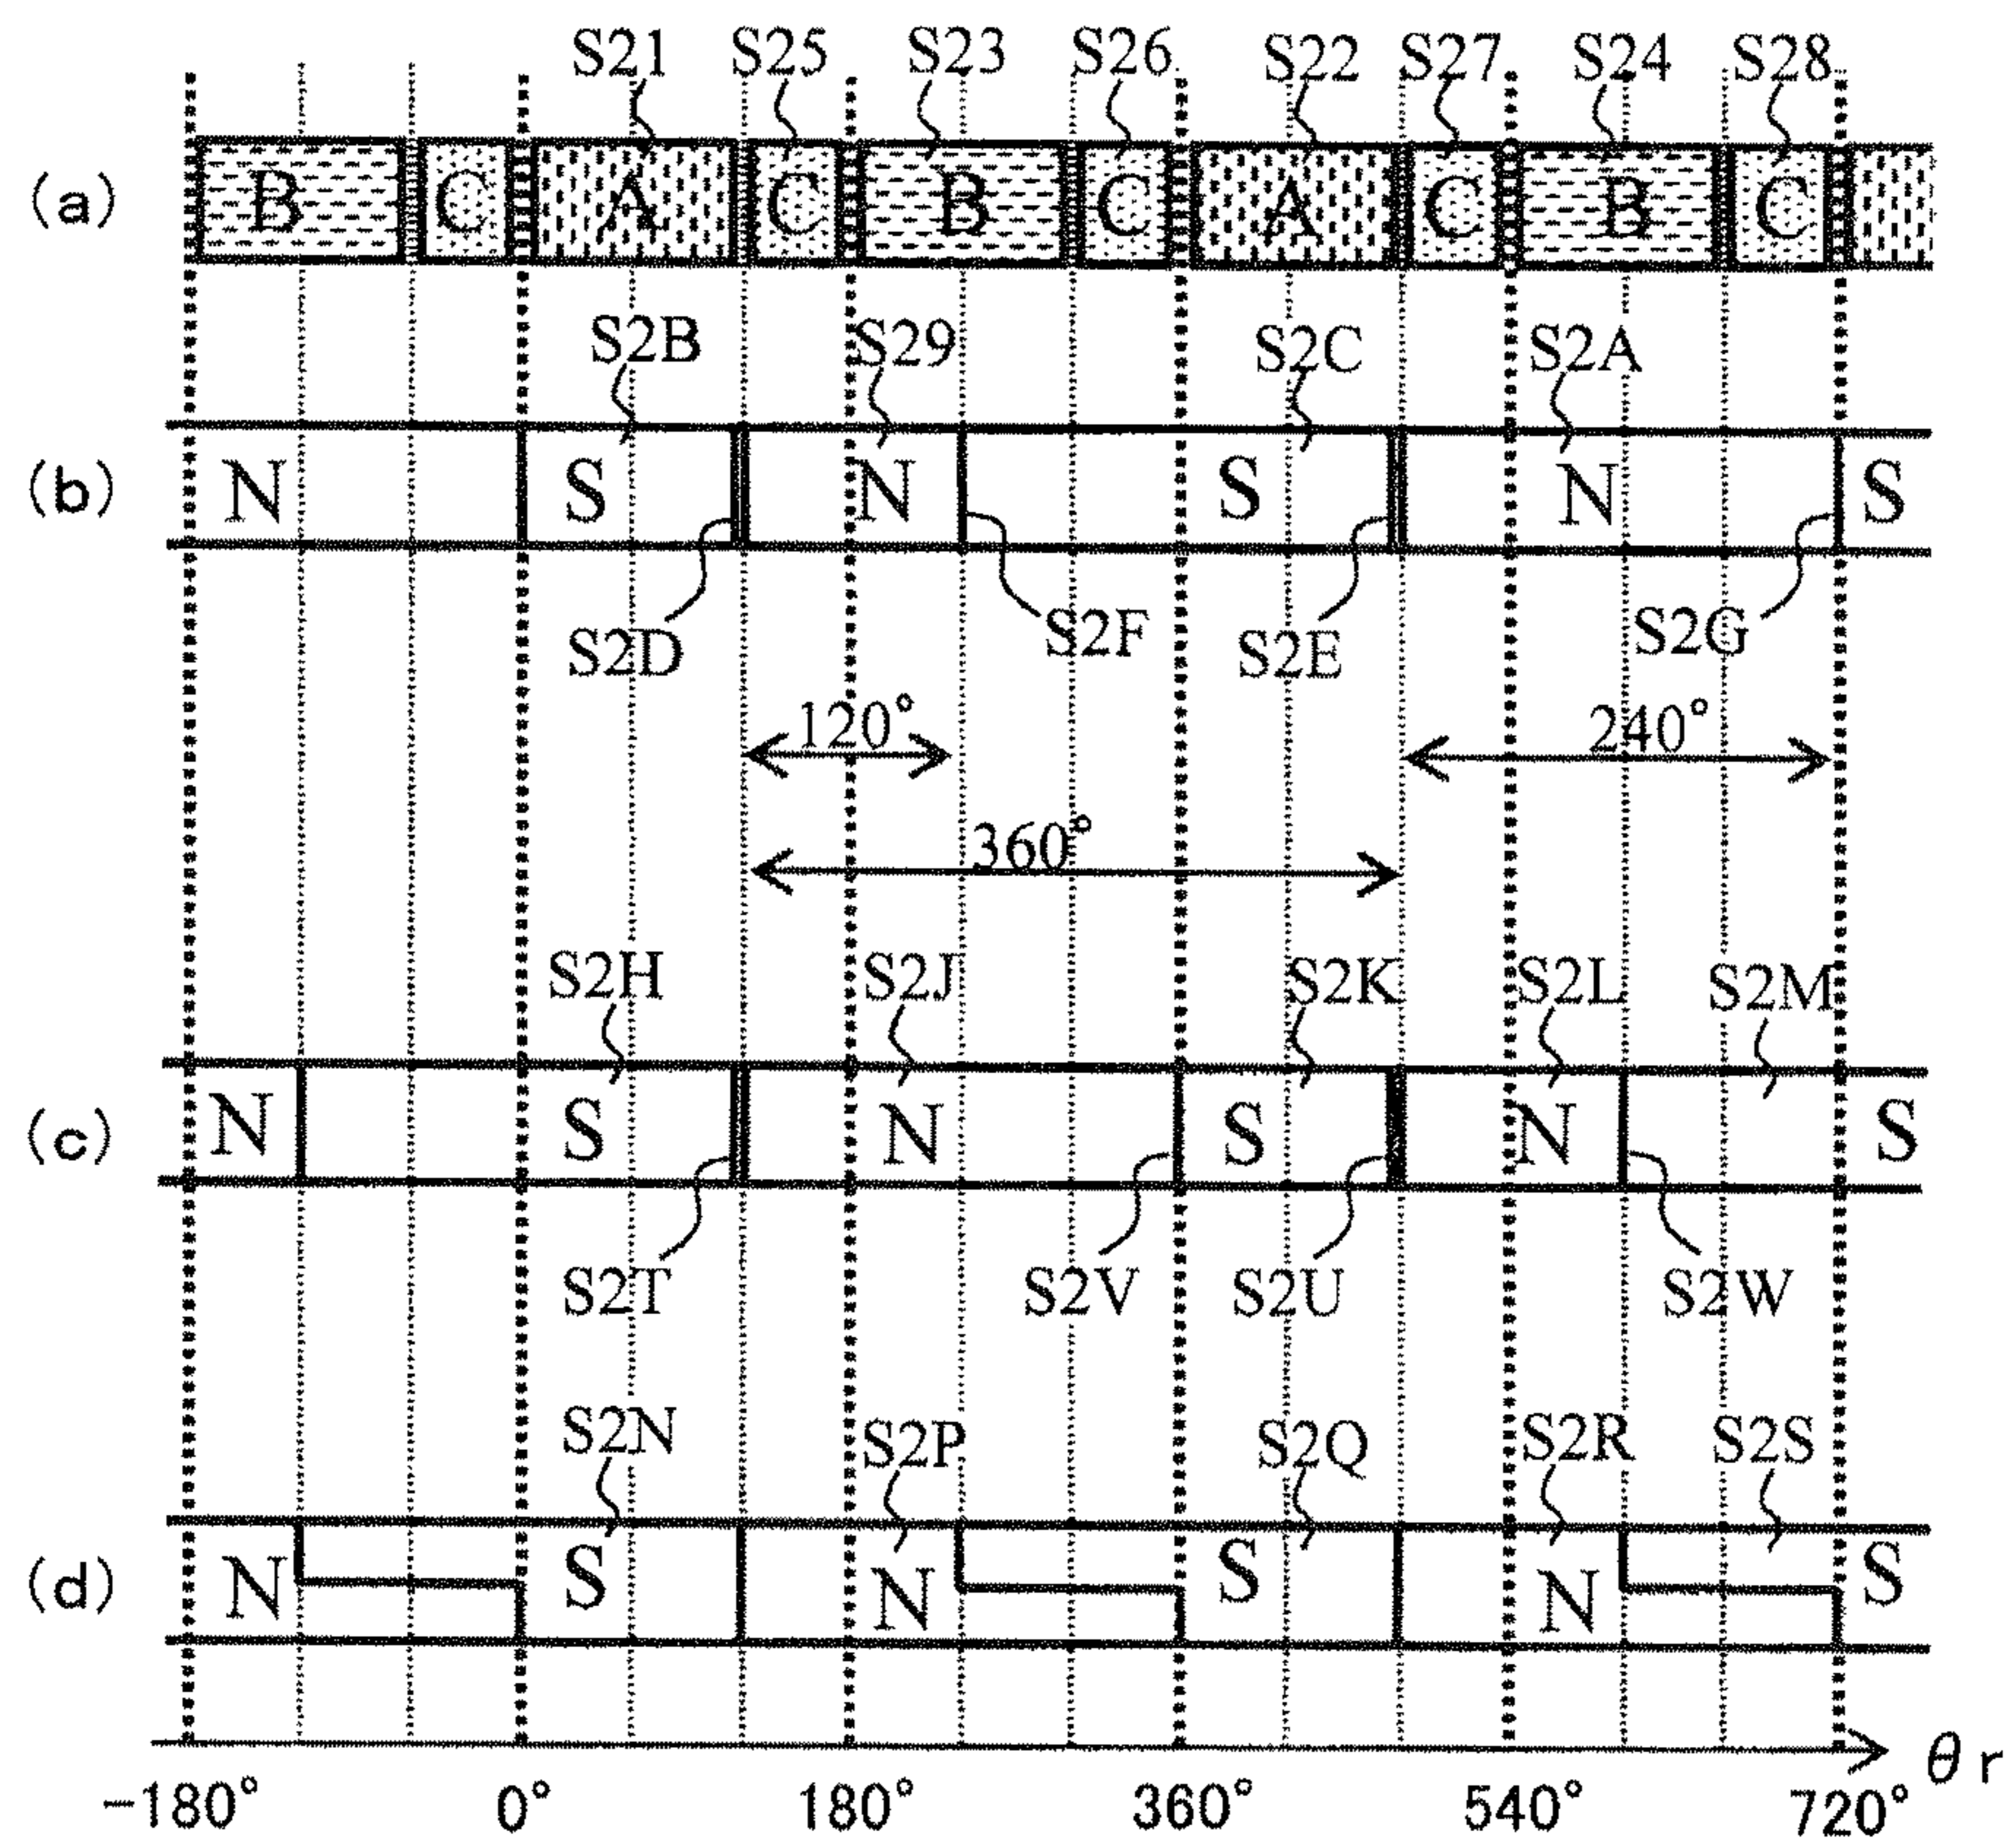 S21 S25 S23 S26 S22 S27 S24 S28
(a) B C A C B C A C B C
S2B S29 S2C S2A
(b) N S N S N S
S2D S2F S2E S2G
120° 240°
360°
S2H S2J S2K S2L S2M
(c) N S N S N S
S2T S2V S2U S2W
S2N S2P S2Q S2R S2S
(d) N S N S N S
θr
-180° 0° 180° 360° 540° 720°